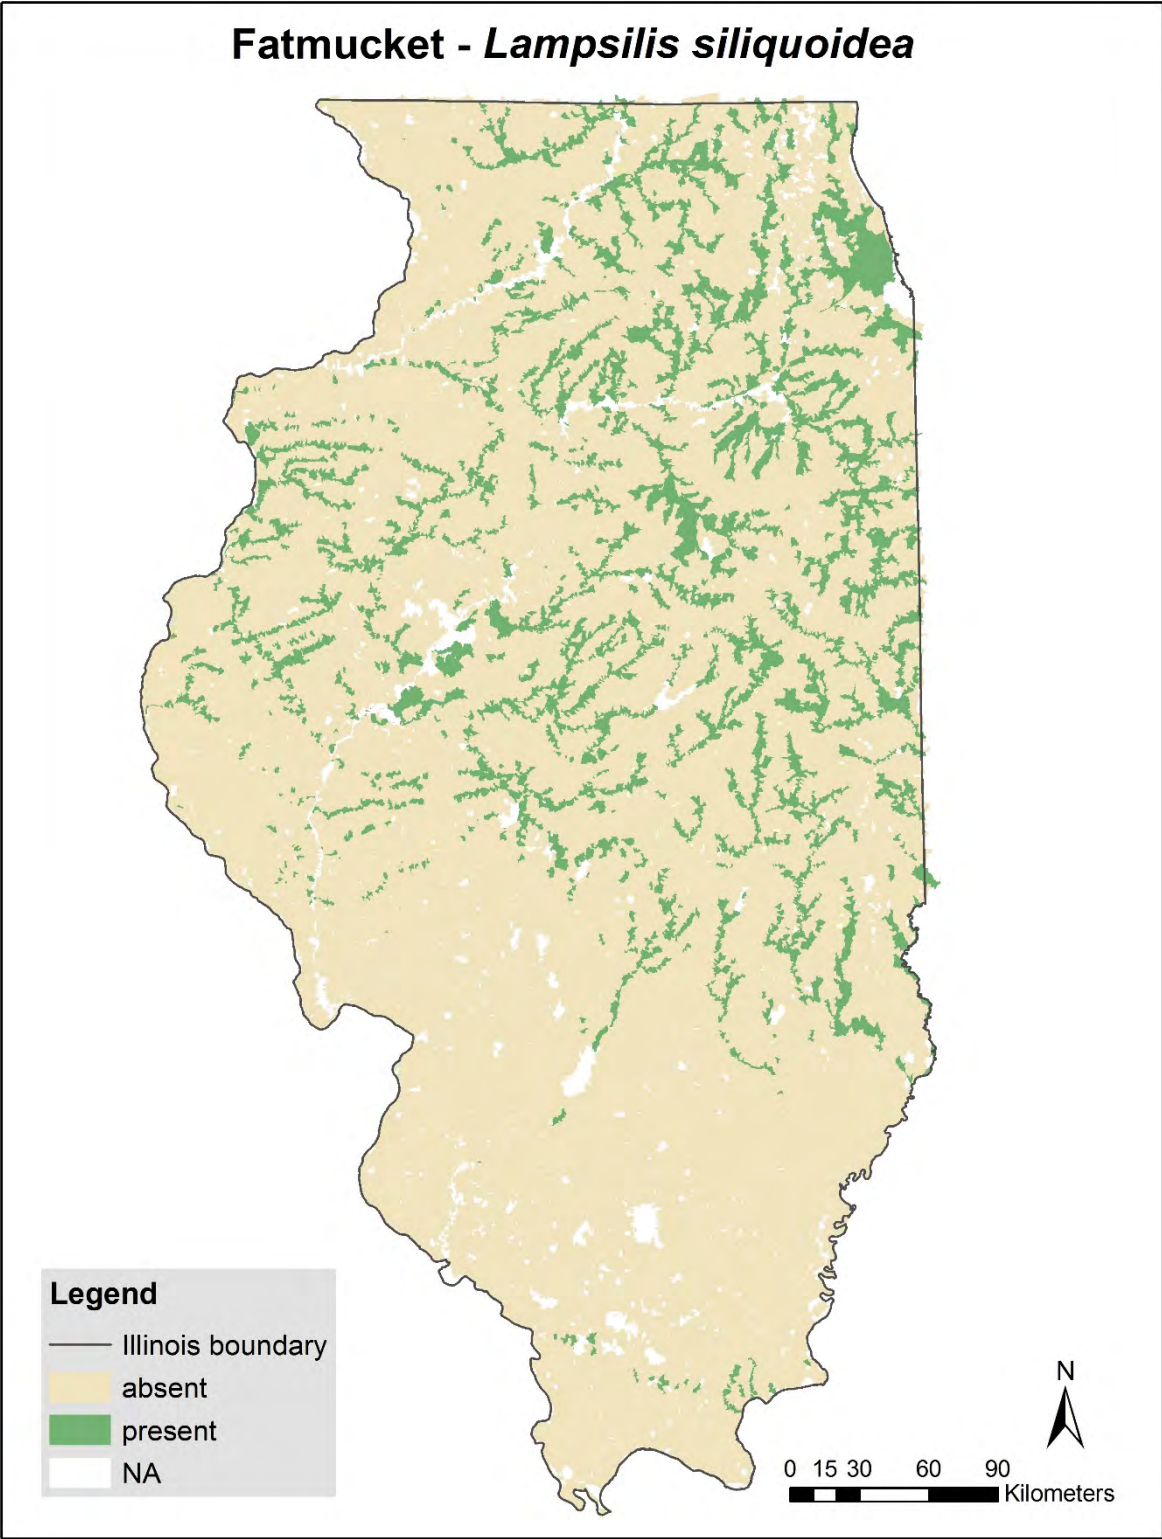 Fatmucket - Lampsilis siliquoidea
Legend
Illinois boundary
absent
present
NA
N
0 15 30 60 90
Kilometers